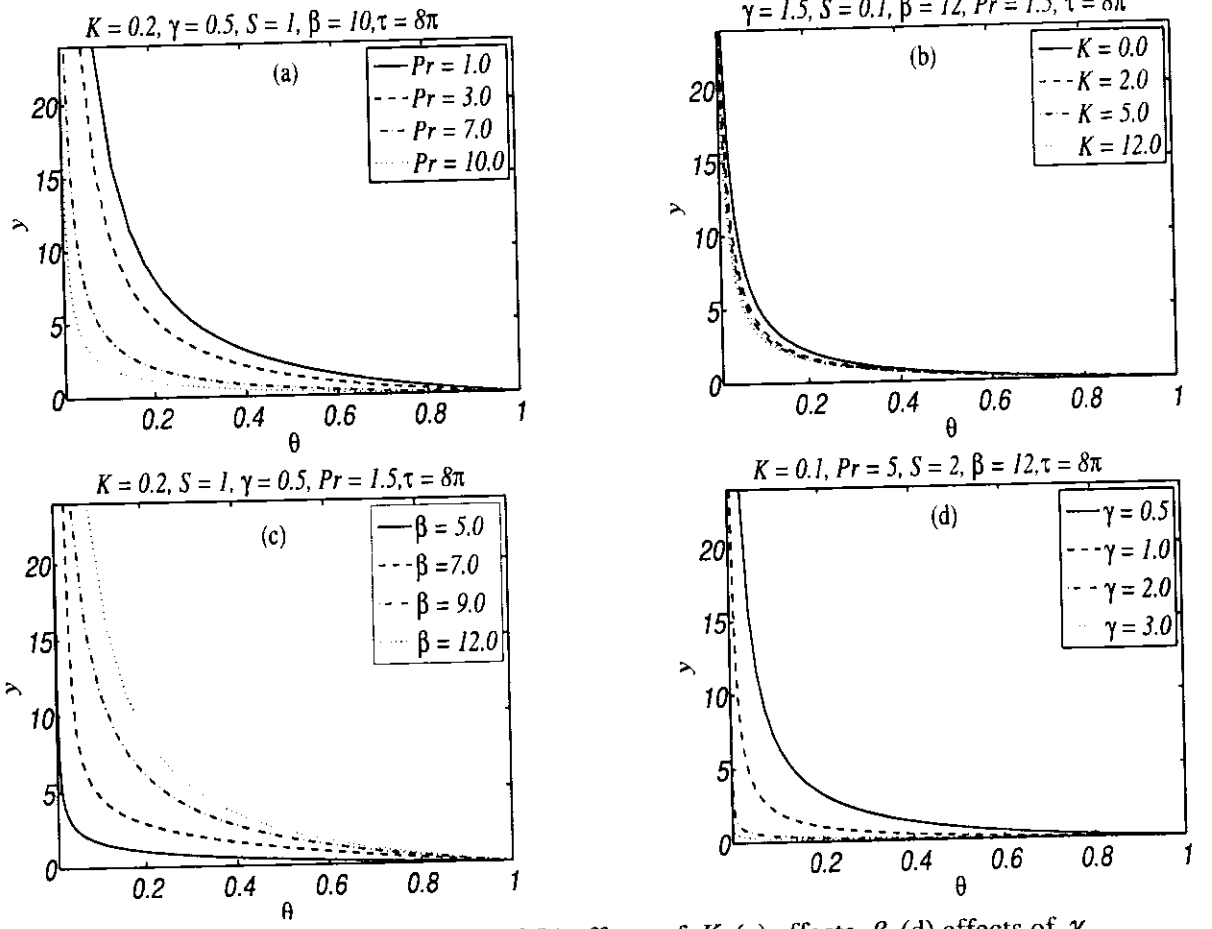 K = 0.2, γ = 0.5, S = 1, β = 10,τ = 8π
(a)
Pr = 1.0
Pr = 3.0
Pr = 7.0
Pr = 10.0
20
15
10
5
0
y
0.2 0.4 0.6 0.8 1
θ
γ = 1.5, S = 0.1, β = 12, Pr = 1.5, τ = 8π
(b)
K = 0.0
K = 2.0
K = 5.0
K = 12.0
20
15
10
5
0
y
0.2 0.4 0.6 0.8 1
θ
K = 0.2, S = 1, γ = 0.5, Pr = 1.5,τ = 8π
(c)
β = 5.0
β =7.0
β = 9.0
β = 12.0
20
15
10
5
0
y
0.2 0.4 0.6 0.8 1
θ
K = 0.1, Pr = 5, S = 2, β = 12,τ = 8π
(d)
γ = 0.5
γ = 1.0
γ = 2.0
γ = 3.0
20
15
10
5
0
y
0.2 0.4 0.6 0.8 1
θ
of K (c) effects β (d) effects of γ